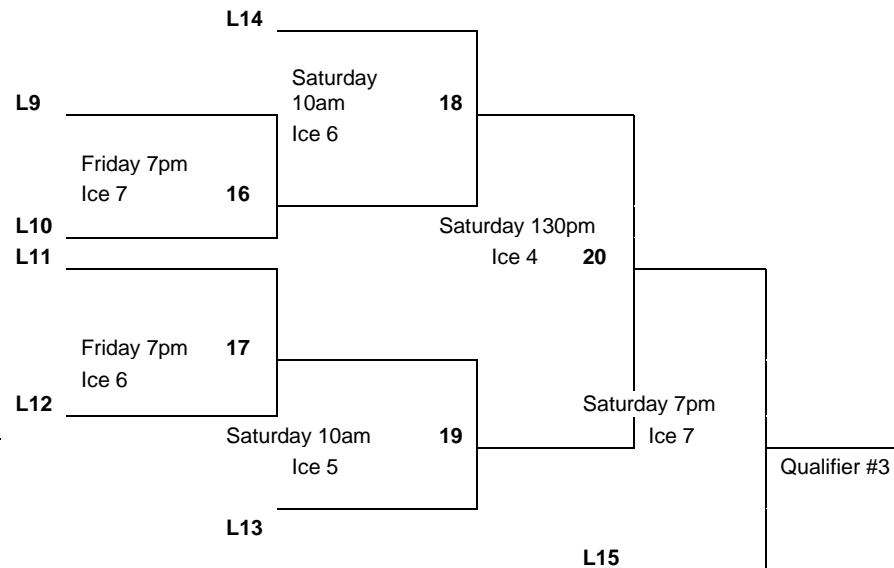 L14
Saturday
10am 18
Ice 6
L9
Friday 7pm
Ice 7 16
L10
Saturday 130pm
Ice 4 20
L11
Friday 7pm 17
Ice 6
L12
Saturday 7pm
Ice 7
Saturday 10am 19
Ice 5
Qualifier #3
L13
L15